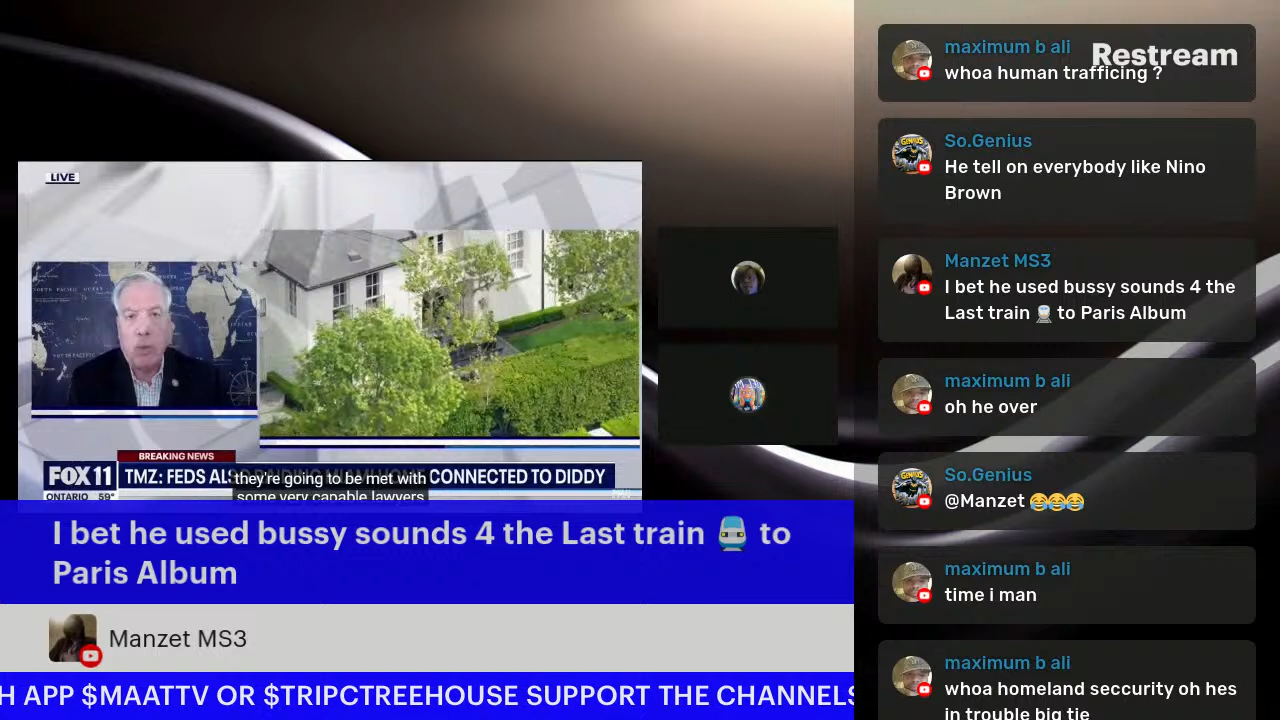 Restream
maximum b ali
whoa human trafficing ?
So.Genius
He tell on everybody like Nino
Brown
Manzet MS3
I bet he used bussy sounds 4 the
Last train 🚆 to Paris Album
maximum b ali
oh he over
So.Genius
@Manzet 😂😂😂
maximum b ali
time i man
maximum b ali
whoa homeland seccurity oh hes
in trouble big tie
LIVE
BREAKING NEWS
FOX 11
TMZ: FEDS ALSO RAIDING MIAMI HOME CONNECTED TO DIDDY
they're going to be met with
some very capable lawyers
ONTARIO 59°
I bet he used bussy sounds 4 the Last train 🚆 to
Paris Album
Manzet MS3
H APP $MAATTV OR $TRIPCTREEHOUSE SUPPORT THE CHANNELS